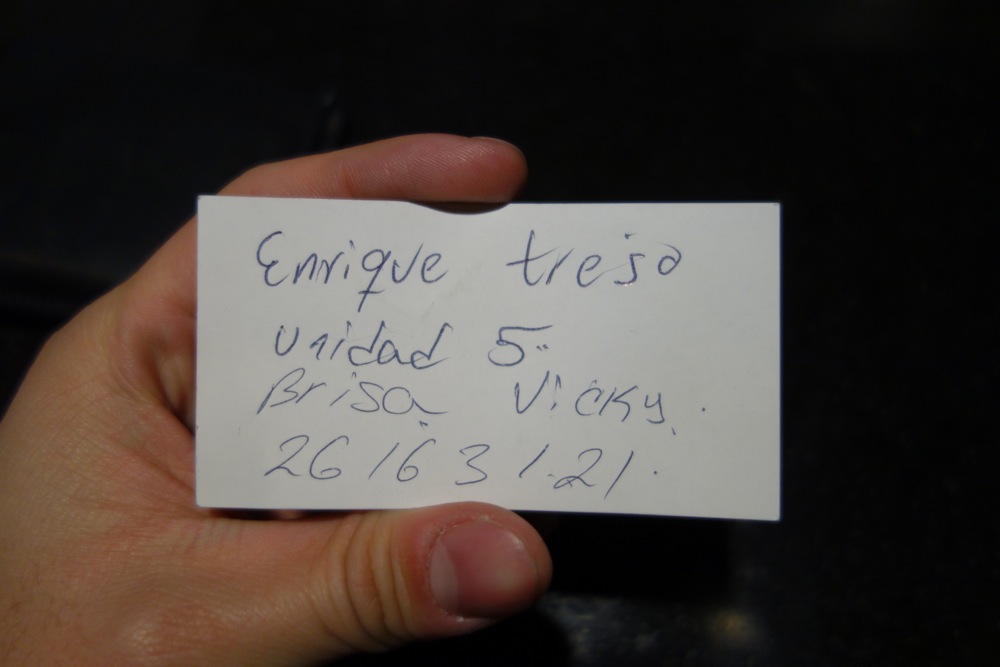 Enrique trejo
Unidad 5"
Brisa Vicky.
26 16 3 1.21.